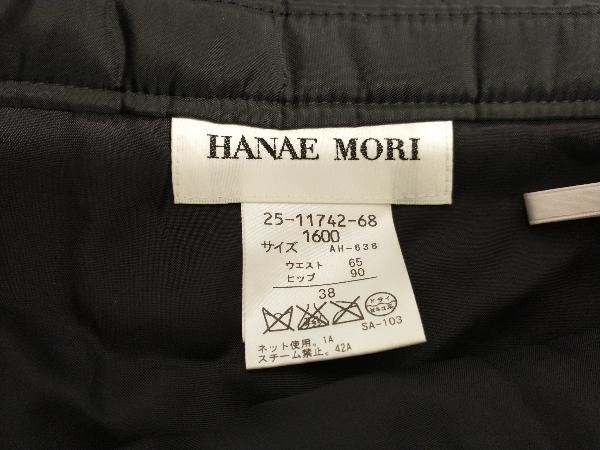 HANAE MORI
25-11742-68
1600
サイズ AH-638
ウエスト 65
ヒップ 90
38
ドライ
SA-103
ネット使用。1A
スチーム禁止。42A